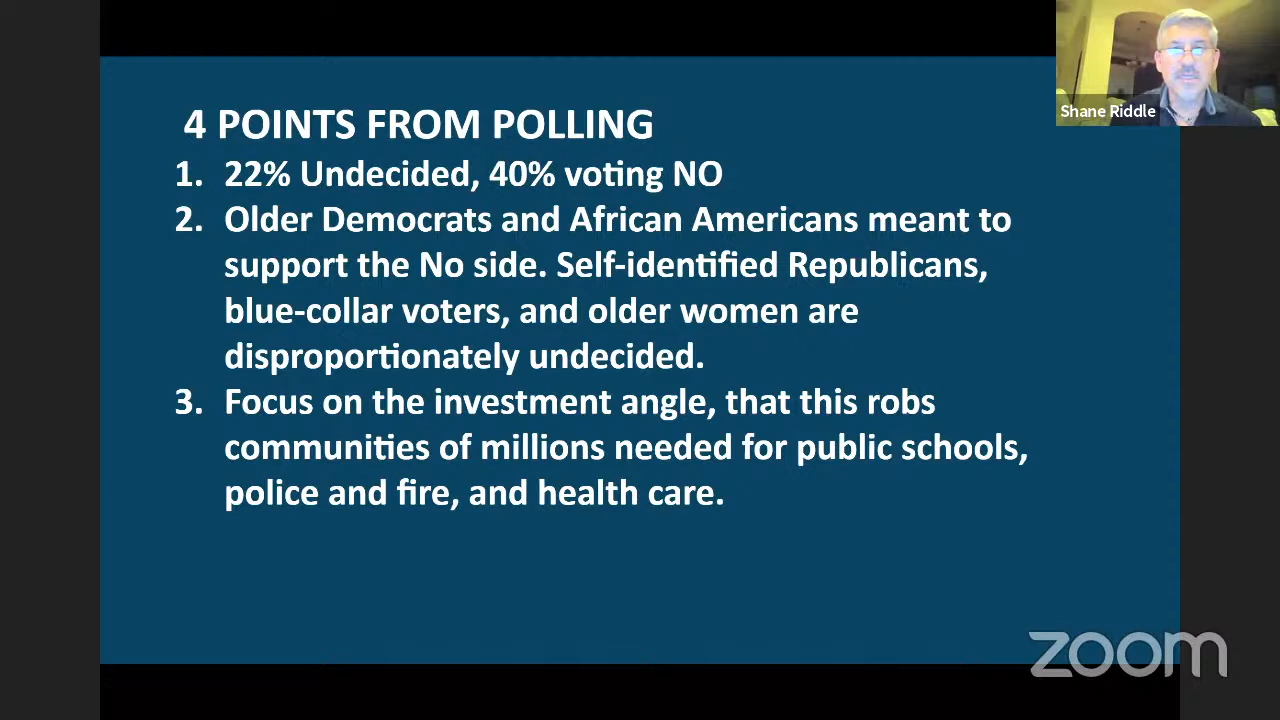 4 POINTS FROM POLLING
1. 22% Undecided, 40% voting NO
2. Older Democrats and African Americans meant to
support the No side. Self-identified Republicans,
blue-collar voters, and older women are
disproportionately undecided.
3. Focus on the investment angle, that this robs
communities of millions needed for public schools,
police and fire, and health care.
Shane Riddle
zoom